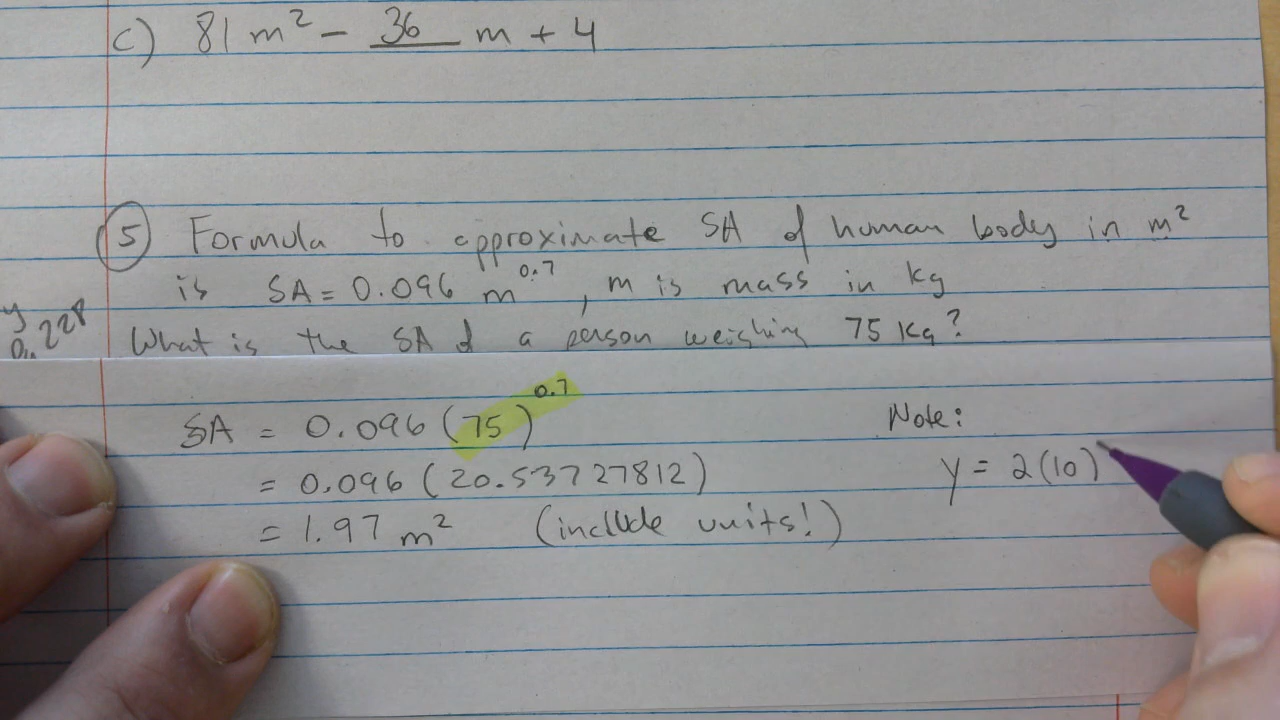 c) 81 m² - 36 m + 4
5 Formula to approximate SA of human body in m²
is SA = 0.096 m^0.7 , m is mass in kg
y
0.228
What is the SA of a person weighing 75 kg?
SA = 0.096 (75)^0.7
= 0.096 (20.53727812)
= 1.97 m² (include units!)
Note:
y = 2(10)